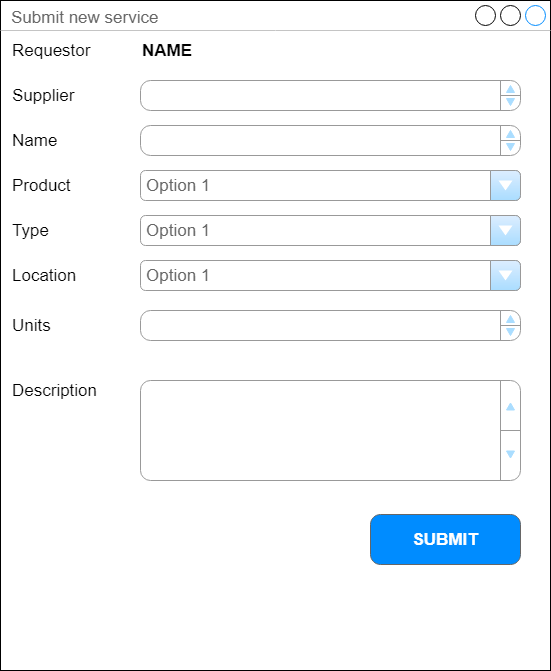 Submit new service
Requestor NAME
Supplier
Name
Product Option 1
Type Option 1
Location Option 1
Units
Description
SUBMIT